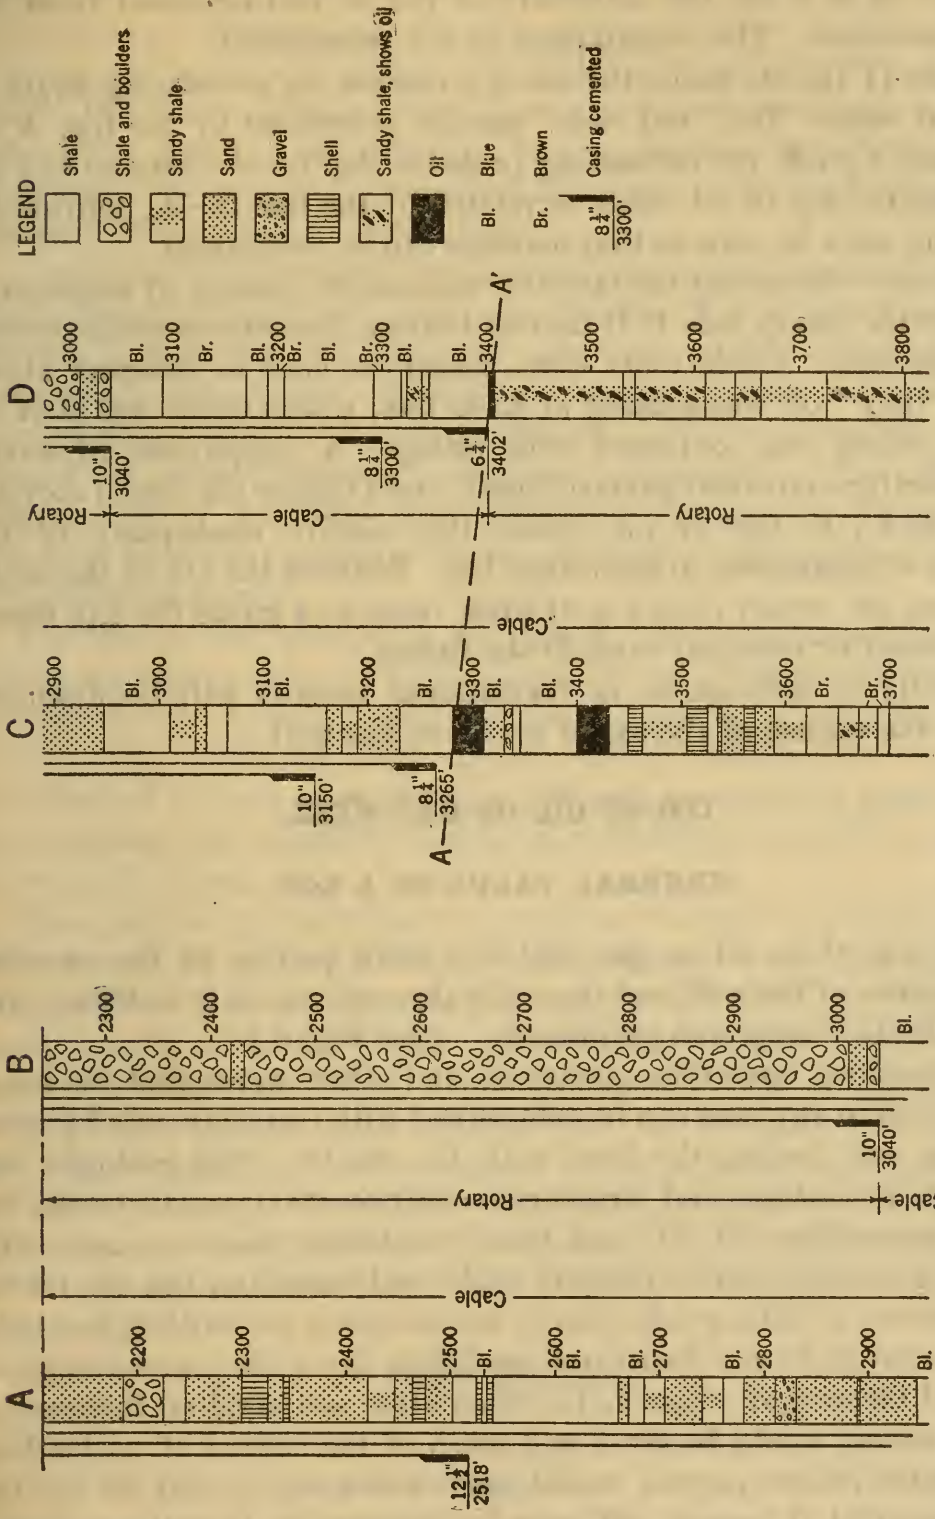 A
2200
2300
2400
2500
Bl.
2600
Bl.
Bl.
2700
Bl.
2800
2900
Bl.
12½"
2518'
Cable
B
2300
2400
2500
2600
2700
2800
2900
3000
Bl.
10"
3040'
Rotary
Cabl
C
2900
Bl.
3000
3100
Bl.
3200
Bl.
3300
Bl.
Bl.
3400
3500
3600
Br.
Br.
3700
10"
3150'
8¼"
3265'
A
Cable
D
3000
Bl.
3100
Br.
Bl.
3200
Br.
Bl.
Br.
3300
Bl.
Bl.
3400
A'
3500
3600
3700
3800
10"
3040'
8¼"
3300'
6¼"
3402'
Rotary
Cable
Rotary
LEGEND
Shale
Shale and boulders
Sandy shale
Sand
Gravel
Shell
Sandy shale, shows oil
Oil
Bl. Blue
Br. Brown
8¼"
3300'
Casing cemented